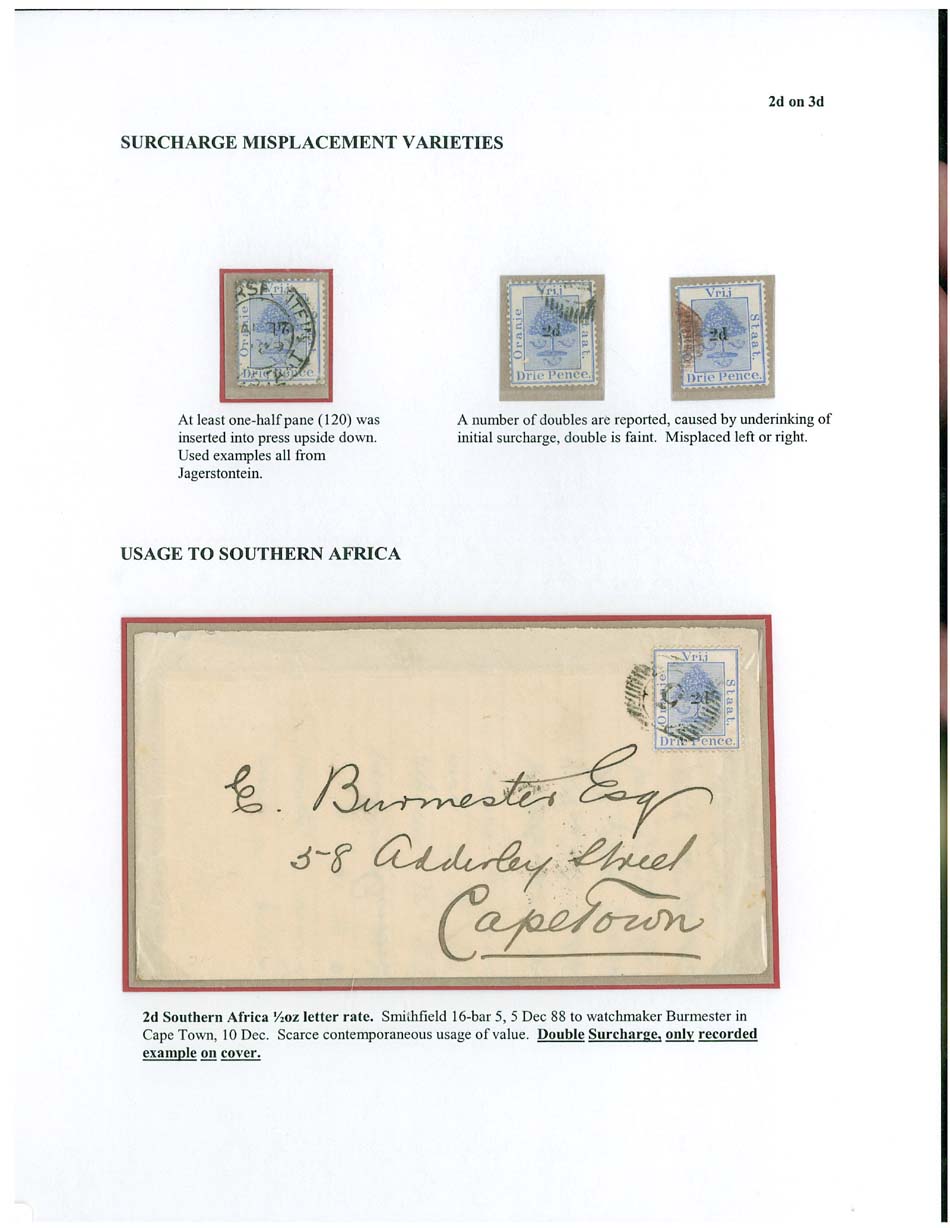 2d on 3d
SURCHARGE MISPLACEMENT VARIETIES
Vrij
Oranje
Drie Pence
Vrij
Oranje
2d
Staat.
Drie Pence.
Vrij
2d
Staat.
Drie Pence.
At least one-half pane (120) was
inserted into press upside down.
Used examples all from
Jagerstontein.
A number of doubles are reported, caused by underinking of
initial surcharge, double is faint. Misplaced left or right.
USAGE TO SOUTHERN AFRICA
Vrij
Oranje
2d
Staat.
Drie Pence.
E. Burmester Esq
58 Adderley Street
CapeTown
2d Southern Africa ½oz letter rate. Smithfield 16-bar 5, 5 Dec 88 to watchmaker Burmester in
Cape Town, 10 Dec. Scarce contemporaneous usage of value. Double Surcharge, only recorded
example on cover.